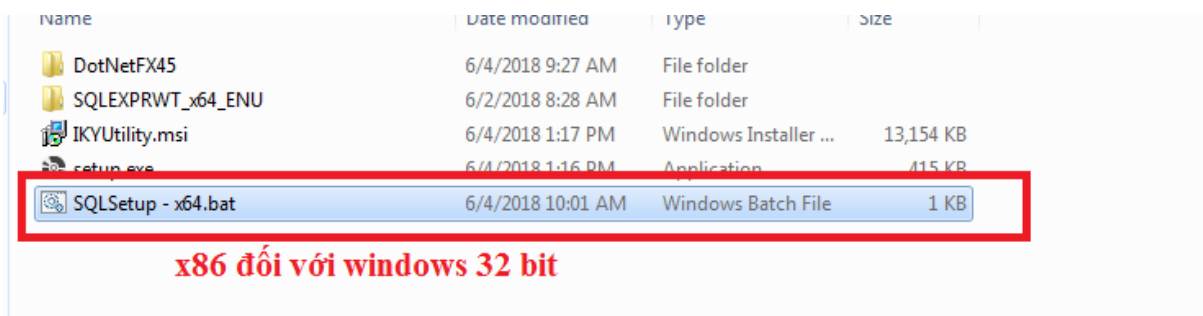 Name Date modified Type Size
DotNetFX45 6/4/2018 9:27 AM File folder
SQLEXPRWT_x64_ENU 6/2/2018 8:28 AM File folder
IKYUtility.msi 6/4/2018 1:17 PM Windows Installer ... 13,154 KB
setup.exe 6/4/2018 1:16 PM Application 415 KB
SQLSetup - x64.bat 6/4/2018 10:01 AM Windows Batch File 1 KB
x86 đối với windows 32 bit